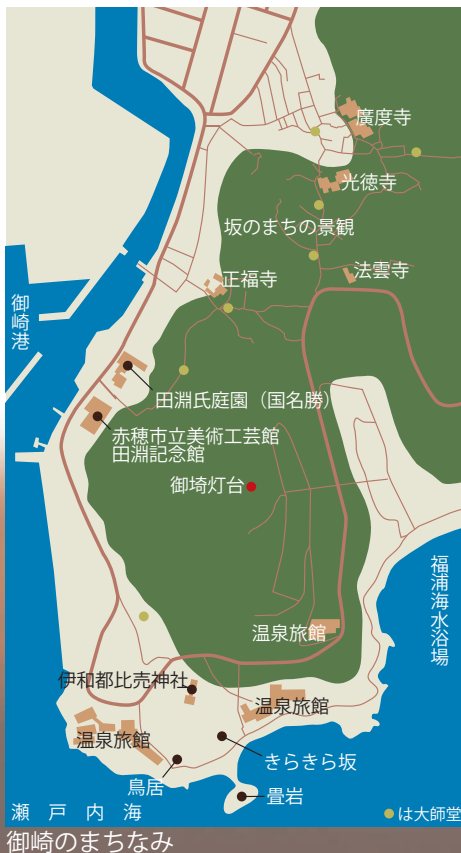 廣度寺
光徳寺
坂のまちの景観
法雲寺
正福寺
御崎港
田淵氏庭園（国名勝）
赤穂市立美術工芸館
田淵記念館
御埼灯台
福浦海水浴場
温泉旅館
伊和都比売神社
温泉旅館
温泉旅館
きらきら坂
鳥居
畳岩
瀬戸内海
は大師堂
御崎のまちなみ